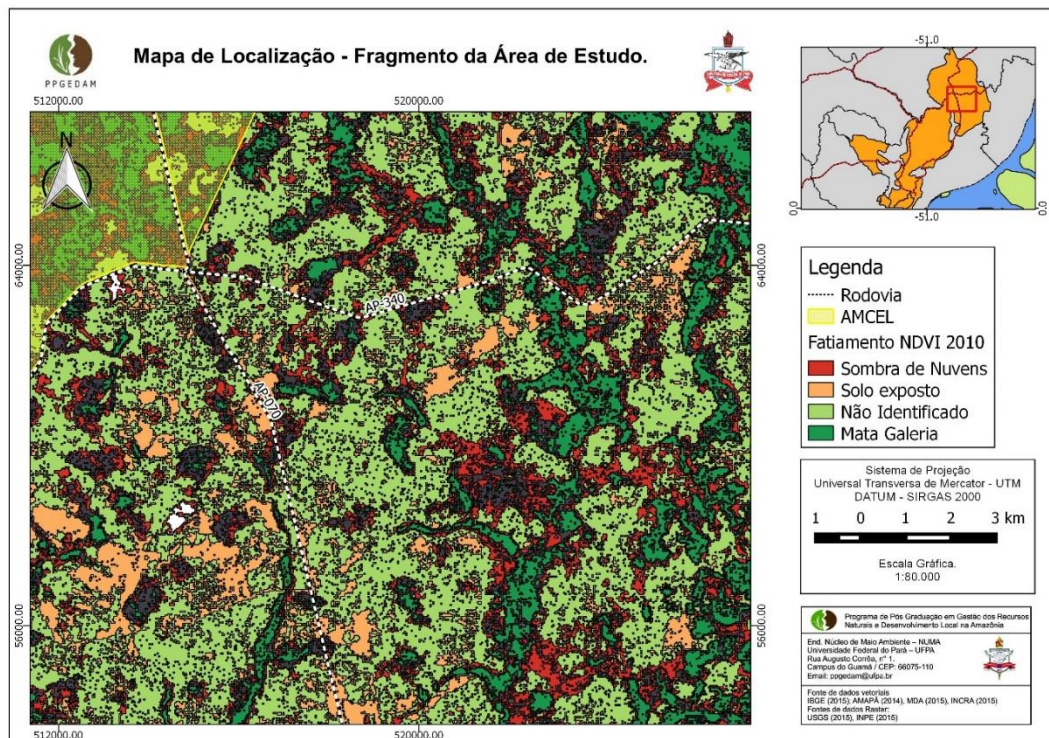 PPGEDAM
Mapa de Localização - Fragmento da Área de Estudo.
512000.00
520000.00
N
64000.00
56000.00
AP-340
AP-070
512000.00
520000.00
64000.00
56000.00
-51.0
0.0
-51.0
0.0
Legenda
Rodovia
AMCEL
Fatiamento NDVI 2010
Sombra de Nuvens
Solo exposto
Não Identificado
Mata Galeria
Sistema de Projeção
Universal Transversa de Mercator - UTM
DATUM - SIRGAS 2000
1 0 1 2 3 km
Escala Gráfica.
1:80.000
Programa de Pós Graduação em Gestão dos Recursos
Naturais e Desenvolvimento Local na Amazônia
End. Núcleo de Maio Ambiente – NUMA
Universidade Federal do Pará – UFPA
Rua Augusto Corrêa, n° 1.
Campus do Guamá / CEP: 66075-110
Email: ppgedam@ufpa.br
Fonte de dados vetoriais
IBGE (2015); AMAPÁ (2014), MDA (2015), INCRA (2015)
Fontes de dados Raster:
USGS (2015), INPE (2015)